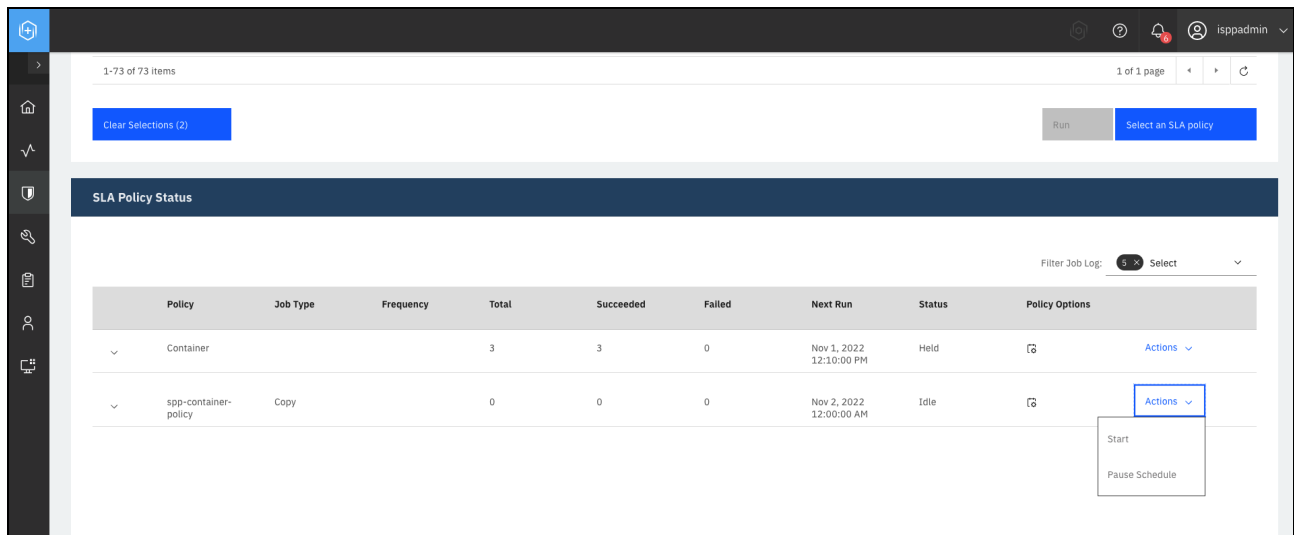 6
isppadmin
1-73 of 73 items
1 of 1 page
Clear Selections (2)
Run
Select an SLA policy
SLA Policy Status
Filter Job Log: 5 × Select
Policy Job Type Frequency Total Succeeded Failed Next Run Status Policy Options
Container 3 3 0 Nov 1, 2022 Held Actions
12:10:00 PM
spp-container- Copy 0 0 0 Nov 2, 2022 Idle Actions
policy 12:00:00 AM
Start
Pause Schedule